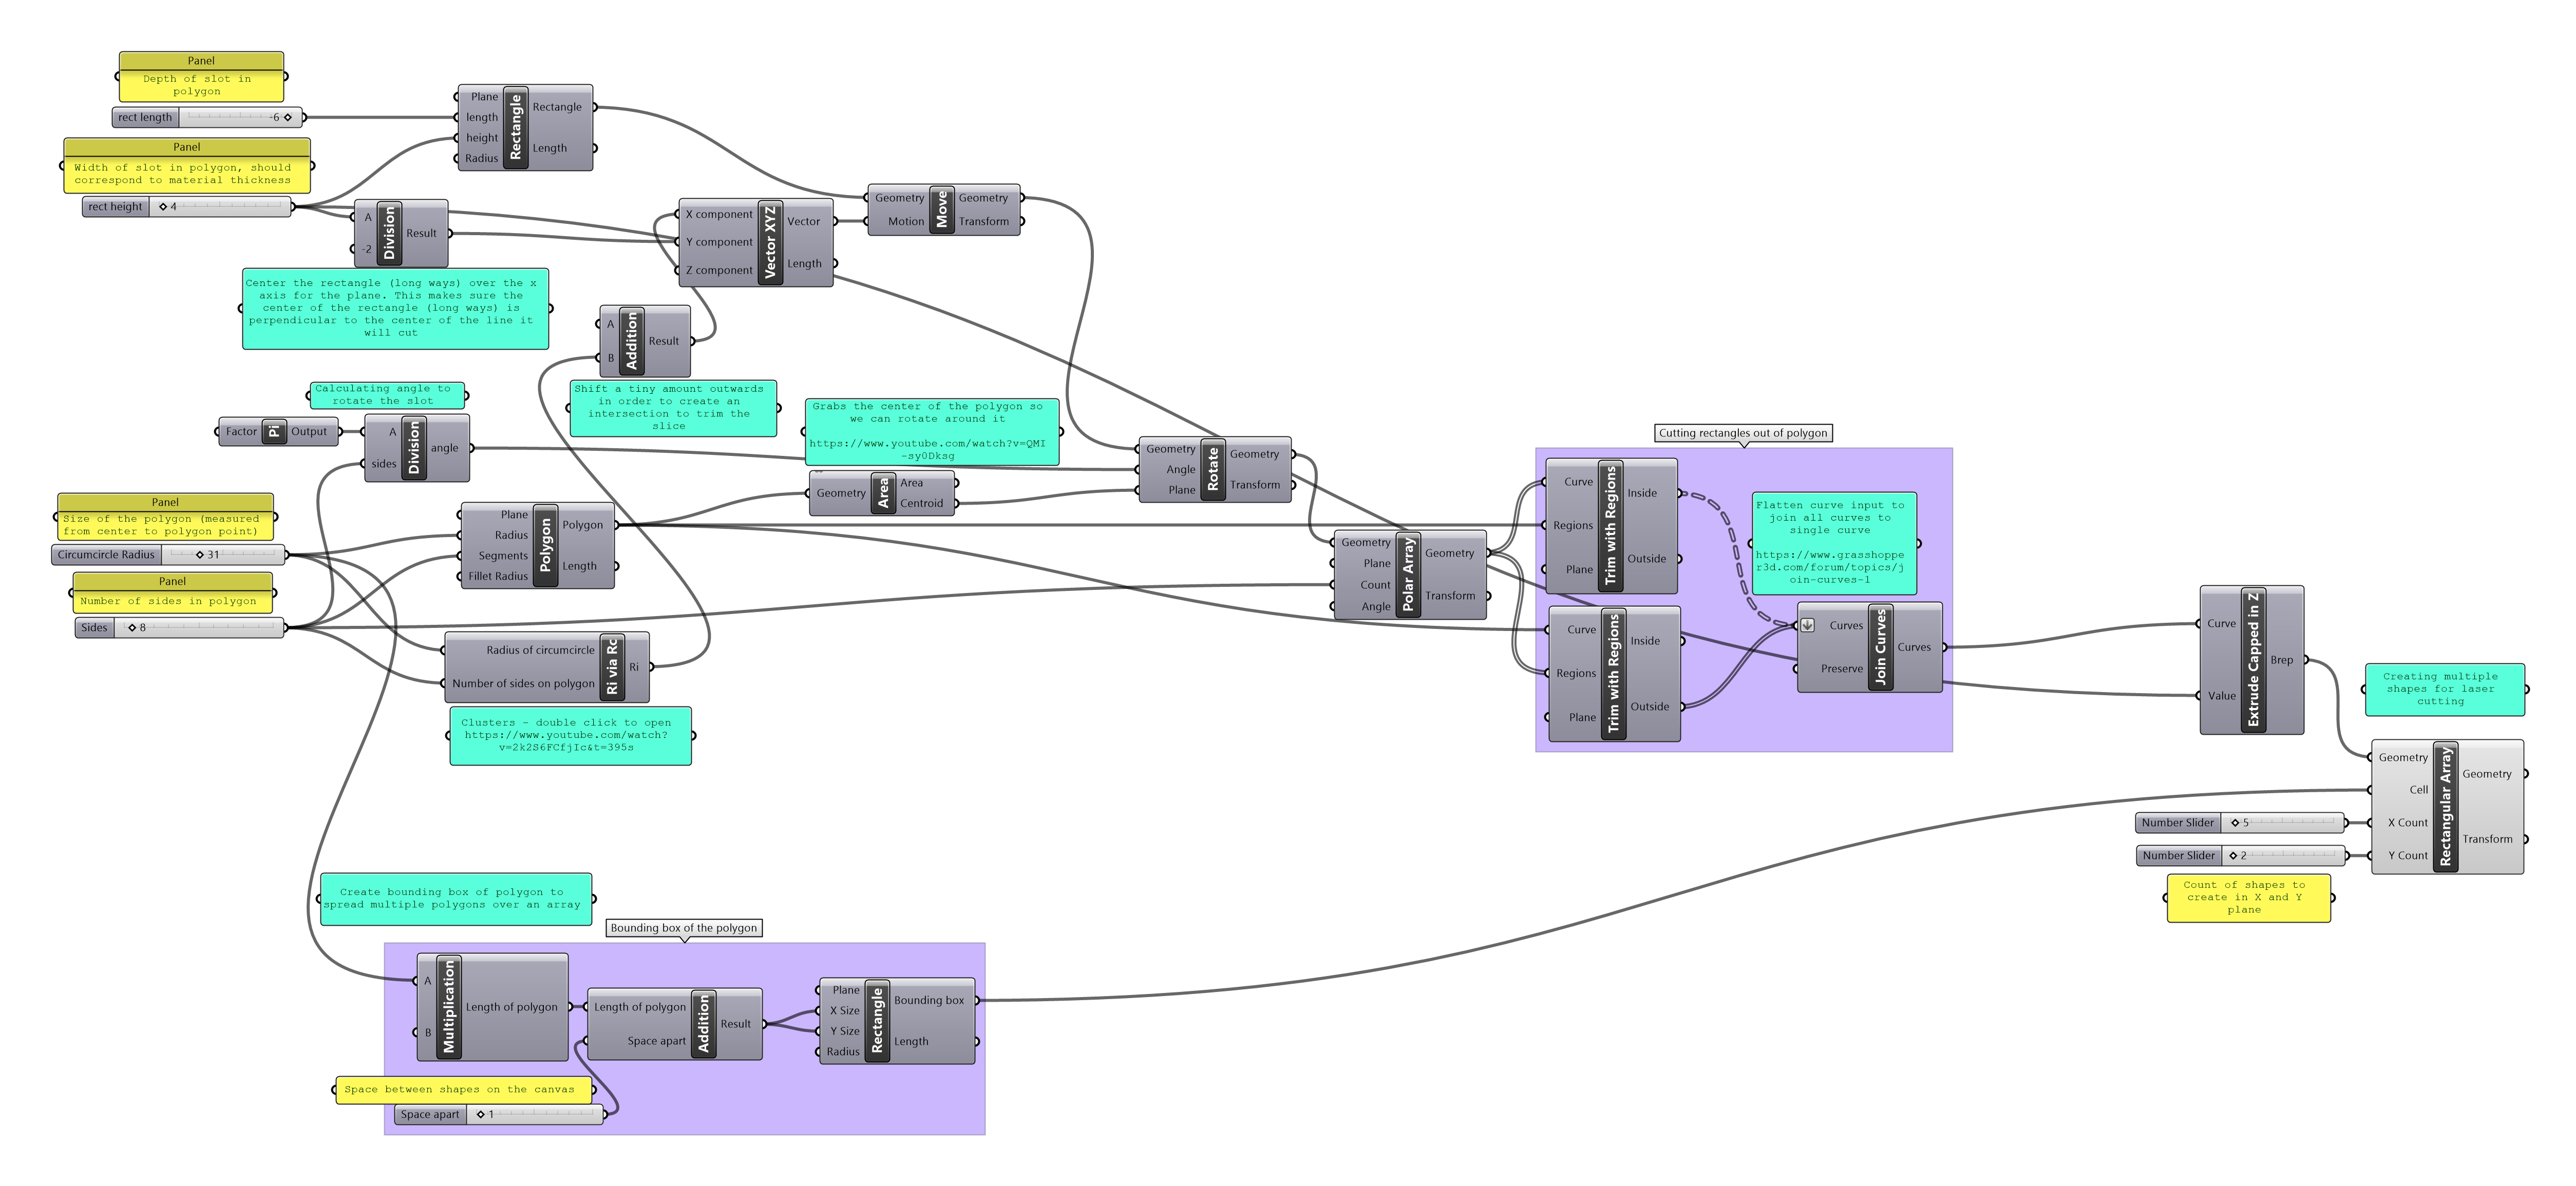 Panel
Depth of slot in
polygon
rect length
-6
Panel
Width of slot in polygon, should
correspond to material thickness
rect height
4
Plane
length
height
Radius
Rectangle
Rectangle
Length
A
-2
Division
Result
Center the rectangle (long ways) over the x
axis for the plane. This makes sure the
center of the rectangle (long ways) is
perpendicular to the center of the line it
will cut
X component
Y component
Z component
Vector XYZ
Vector
Length
Geometry
Motion
Move
Geometry
Transform
A
B
Addition
Result
Shift a tiny amount outwards
in order to create an
intersection to trim the
slice
Calculating angle to
rotate the slot
Factor
Pi
Output
A
sides
Division
angle
Grabs the center of the polygon so
we can rotate around it
https://www.youtube.com/watch?v=QMI
-sy0Dksg
Geometry
Area
Area
Centroid
Geometry
Angle
Plane
Rotate
Geometry
Transform
Panel
Size of the polygon (measured
from center to polygon point)
Circumcircle Radius
31
Panel
Number of sides in polygon
Sides
8
Plane
Radius
Segments
Fillet Radius
Polygon
Polygon
Length
Radius of circumcircle
Number of sides on polygon
Ri via Rc
Ri
Clusters - double click to open
https://www.youtube.com/watch?
v=2k2S6FCfjIc&t=395s
Geometry
Plane
Count
Angle
Polar Array
Geometry
Transform
Cutting rectangles out of polygon
Curve
Regions
Plane
Trim with Regions
Inside
Outside
Curve
Regions
Plane
Trim with Regions
Inside
Outside
Flatten curve input to
join all curves to
single curve
https://www.grasshoppe
r3d.com/forum/topics/j
oin-curves-1
Curves
Preserve
Join Curves
Curves
Curve
Value
Extrude Capped in Z
Brep
Creating multiple
shapes for laser
cutting
Geometry
Cell
X Count
Y Count
Rectangular Array
Geometry
Transform
Number Slider
5
Number Slider
2
Count of shapes to
create in X and Y
plane
Create bounding box of polygon to
spread multiple polygons over an array
Bounding box of the polygon
A
B
Multiplication
Length of polygon
Length of polygon
Space apart
Addition
Result
Plane
X Size
Y Size
Radius
Rectangle
Bounding box
Length
Space between shapes on the canvas
Space apart
1